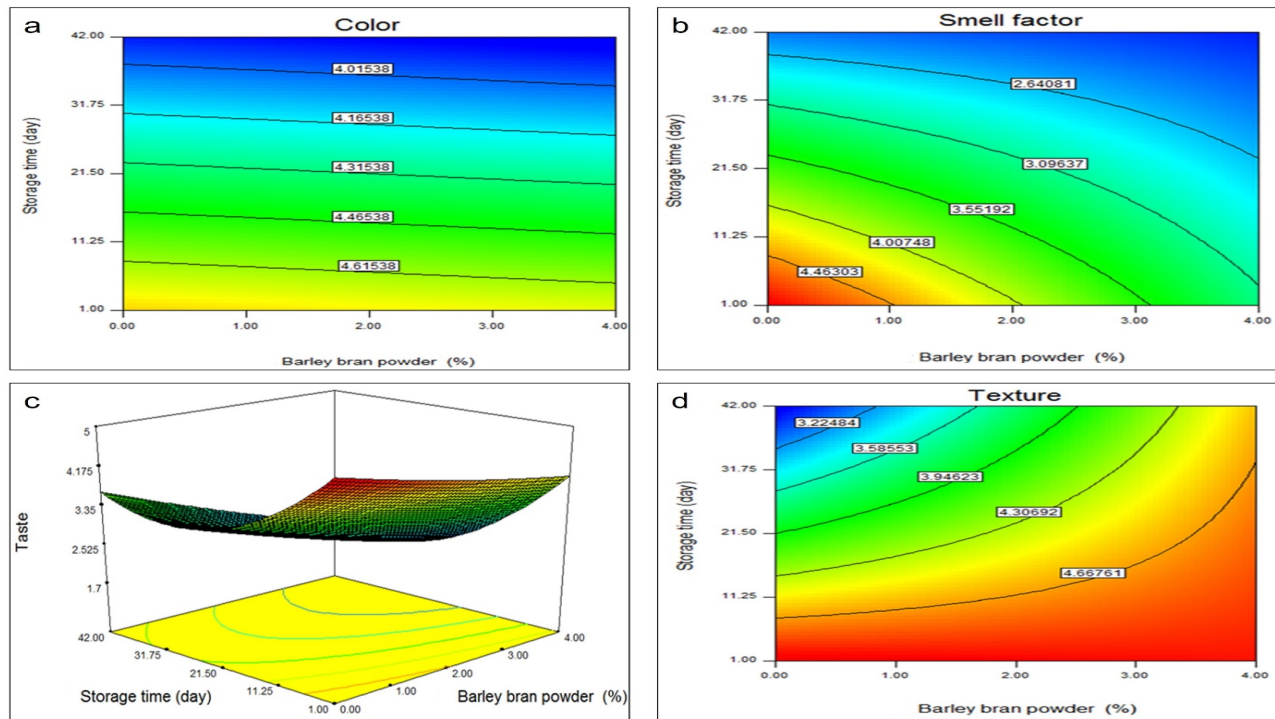 a
Color
42.00
31.75
21.50
11.25
1.00
Storage time (day)
4.01538
4.16538
4.31538
4.46538
4.61538
0.00 1.00 2.00 3.00 4.00
Barley bran powder (%)
b
Smell factor
42.00
31.75
21.50
11.25
1.00
Storage time (day)
2.64081
3.09637
3.55192
4.00748
4.46303
0.00 1.00 2.00 3.00 4.00
Barley bran powder (%)
c
5
4.175
3.35
2.525
1.7
Taste
42.00
31.75
21.50
11.25
1.00
Storage time (day)
0.00
1.00
2.00
3.00
4.00
Barley bran powder (%)
d
Texture
42.00
31.75
21.50
11.25
1.00
Storage time (day)
3.22484
3.58553
3.94623
4.30692
4.66761
0.00 1.00 2.00 3.00 4.00
Barley bran powder (%)